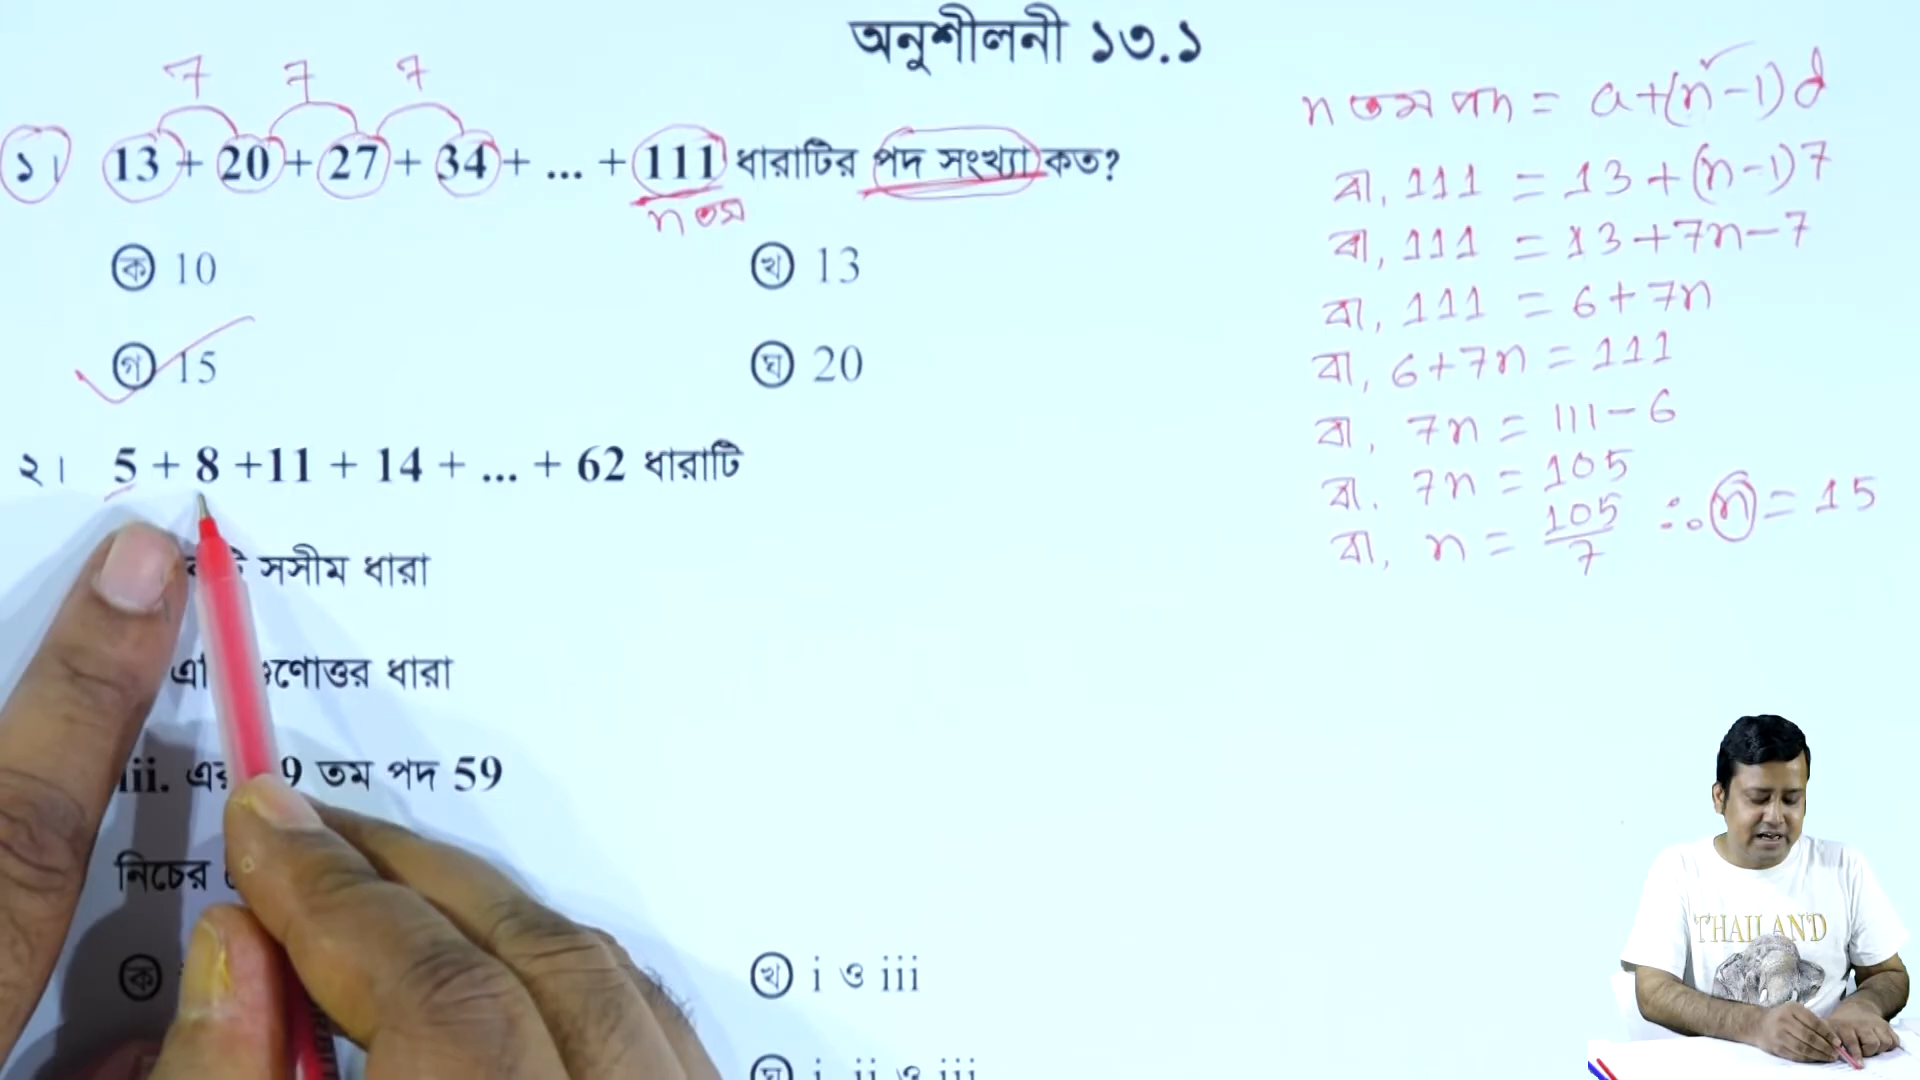 অনুশীলনী ১৩.১
7 7 7
১। 13 + 20 + 27 + 34 + ... + 111 ধারাটির পদ সংখ্যা কত?
n তম
ক 10
খ 13
গ 15
ঘ 20
n তম পদ = a+(n-1)d
বা, 111 = 13+(n-1)7
বা, 111 = 13+7n-7
বা, 111 = 6+7n
বা, 6+7n = 111
বা, 7n = 111-6
বা. 7n = 105
বা, n = 105/7 ∴ n = 15
২। 5 + 8 +11 + 14 + ... + 62 ধারাটি
সসীম ধারা
ধারা
iii. 9 তম পদ 59
নিচের
ক
খ i ও iii
ঘ i, ii ও iii
THAILAND